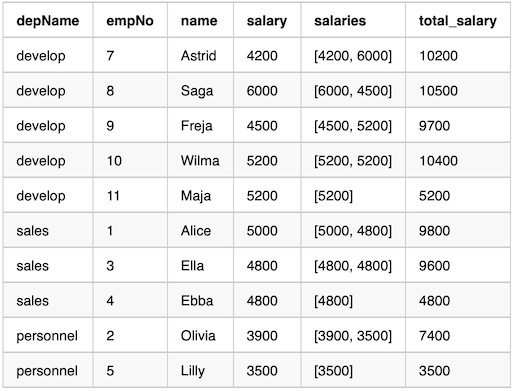 depName empNo name salary salaries total_salary
develop 7 Astrid 4200 [4200, 6000] 10200
develop 8 Saga 6000 [6000, 4500] 10500
develop 9 Freja 4500 [4500, 5200] 9700
develop 10 Wilma 5200 [5200, 5200] 10400
develop 11 Maja 5200 [5200] 5200
sales 1 Alice 5000 [5000, 4800] 9800
sales 3 Ella 4800 [4800, 4800] 9600
sales 4 Ebba 4800 [4800] 4800
personnel 2 Olivia 3900 [3900, 3500] 7400
personnel 5 Lilly 3500 [3500] 3500